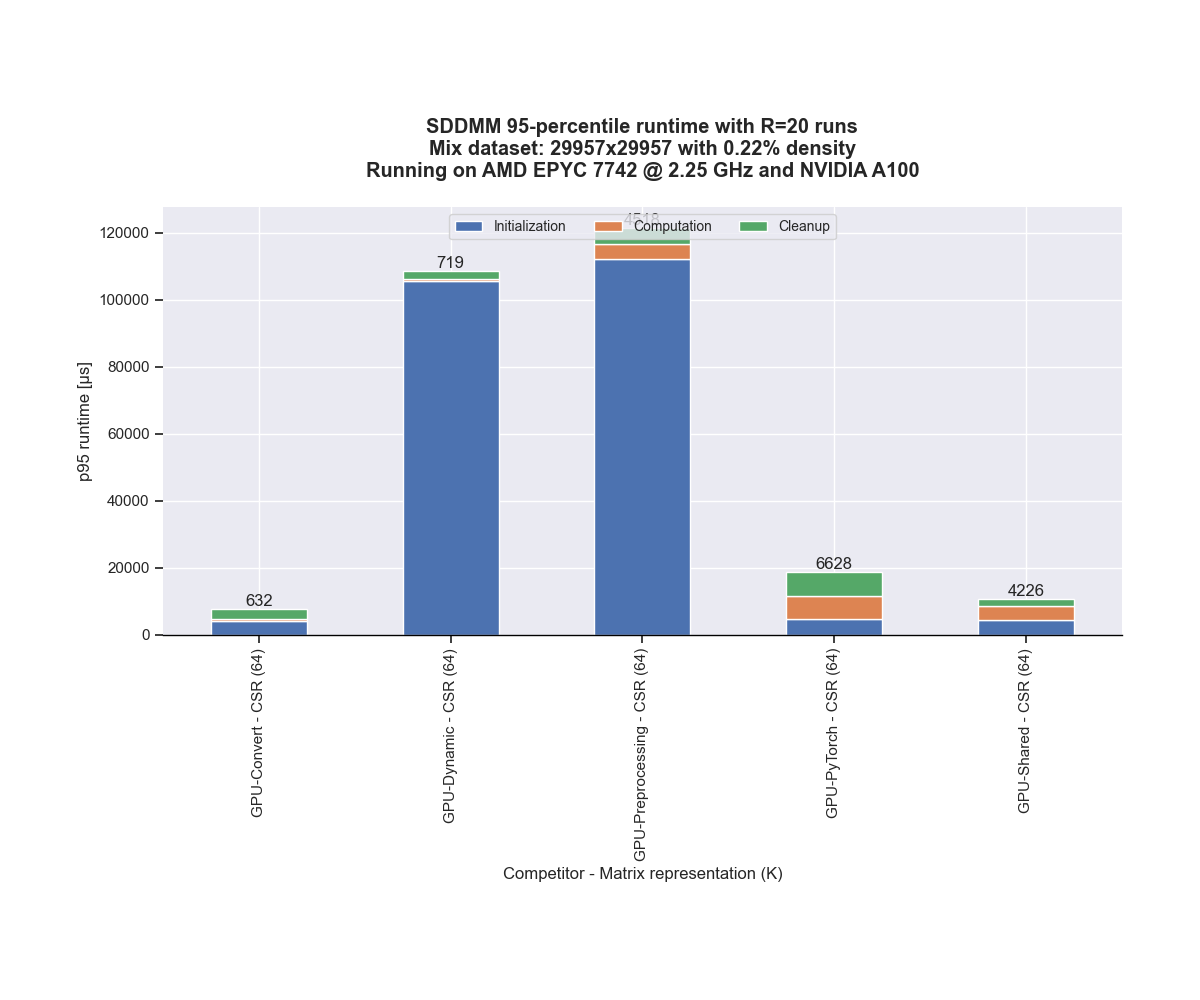 SDDMM 95-percentile runtime with R=20 runs
Mix dataset: 29957x29957 with 0.22% density
Running on AMD EPYC 7742 @ 2.25 GHz and NVIDIA A100
4518
Initialization Computation Cleanup
120000
719
100000
80000
p95 runtime [µs]
60000
40000
20000
6628
632
4226
0
GPU-Convert - CSR (64)
GPU-Dynamic - CSR (64)
GPU-Preprocessing - CSR (64)
GPU-PyTorch - CSR (64)
GPU-Shared - CSR (64)
Competitor - Matrix representation (K)